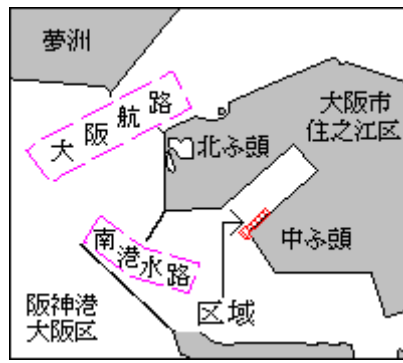 夢洲
大阪航路
大阪市
住之江区
北ふ頭
南港水路
中ふ頭
阪神港
大阪区
区域